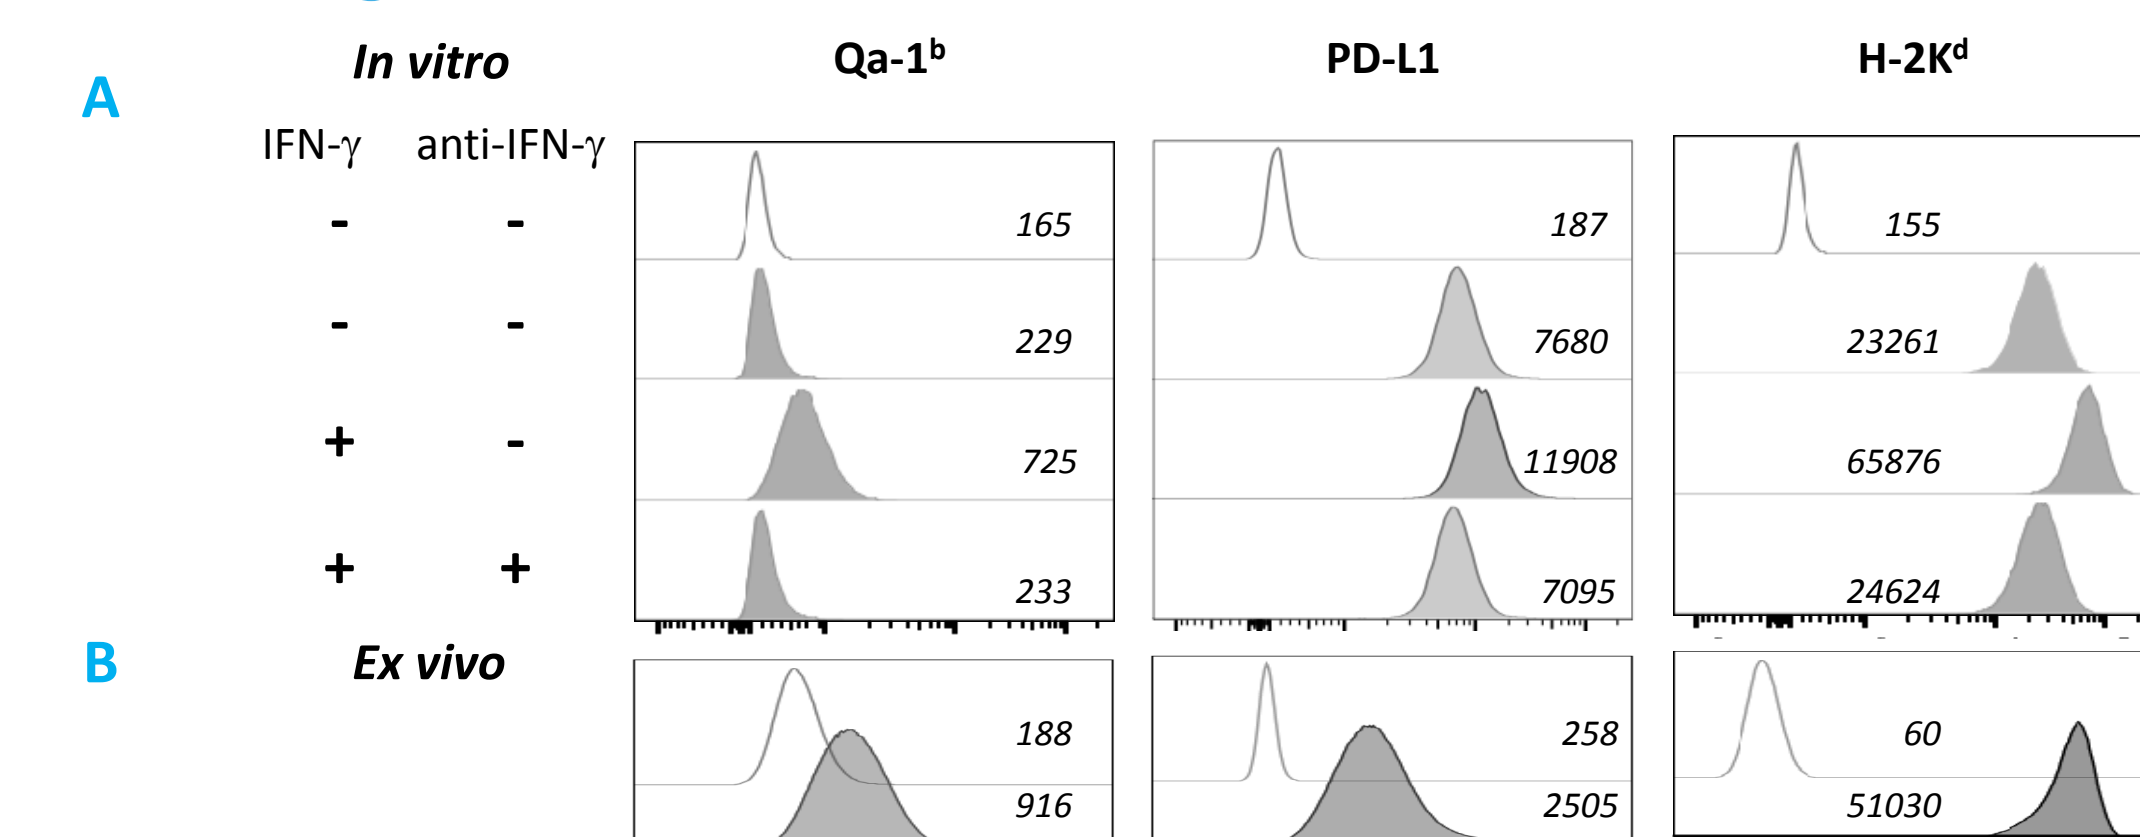 In vitro Qa-1ᵇ PD-L1 H-2Kᵈ
A
IFN-γ anti-IFN-γ
- - 165 187 155
- - 229 7680 23261
+ - 725 11908 65876
+ + 233 7095 24624
B Ex vivo
188 258 60
916 2505 51030